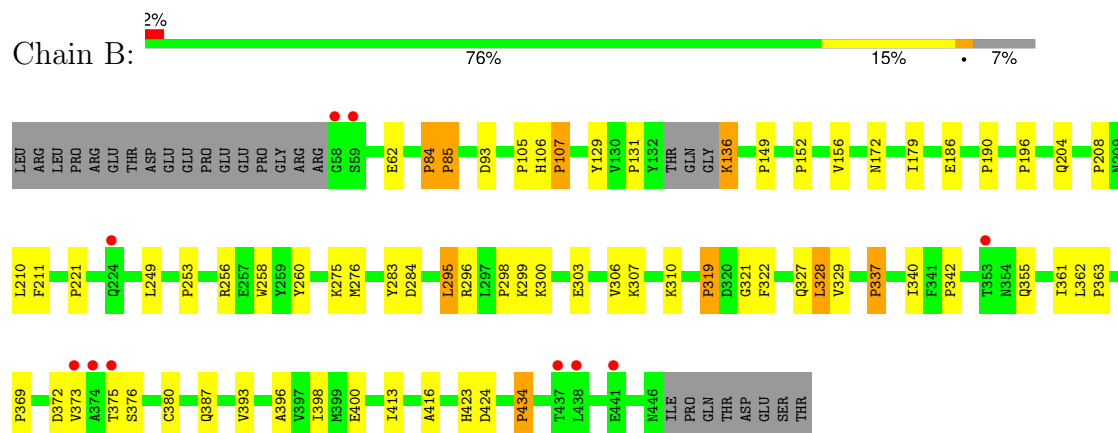 2%
Chain B:
76% 15% • 7%
LEU ARG LEU PRO ARG GLU THR ASP GLU GLU PRO GLU GLU PRO GLY ARG ARG G58 S59 E62 P84 P85 D93 P105 H106 P107 Y129 V130 P131 Y132 THR GLN GLY K136 P149 P152 V156 N172 I179 E186 P190 P196 Q204 P208 N209
L210 F211 P221 Q224 L249 P253 R256 E257 W258 Y259 Y260 K275 M276 Y283 D284 L295 R296 L297 P298 K299 K300 E303 V306 K307 K310 P319 D320 G321 F322 Q327 L328 V329 P337 I340 F341 P342 T353 N354 Q355 I361 L362 P363
P369 D372 V373 A374 T375 S376 C380 Q387 V393 A396 V397 I398 M399 E400 I413 A416 H423 D424 P434 T437 L438 E441 N446 ILE PRO GLN THR ASP GLU SER THR